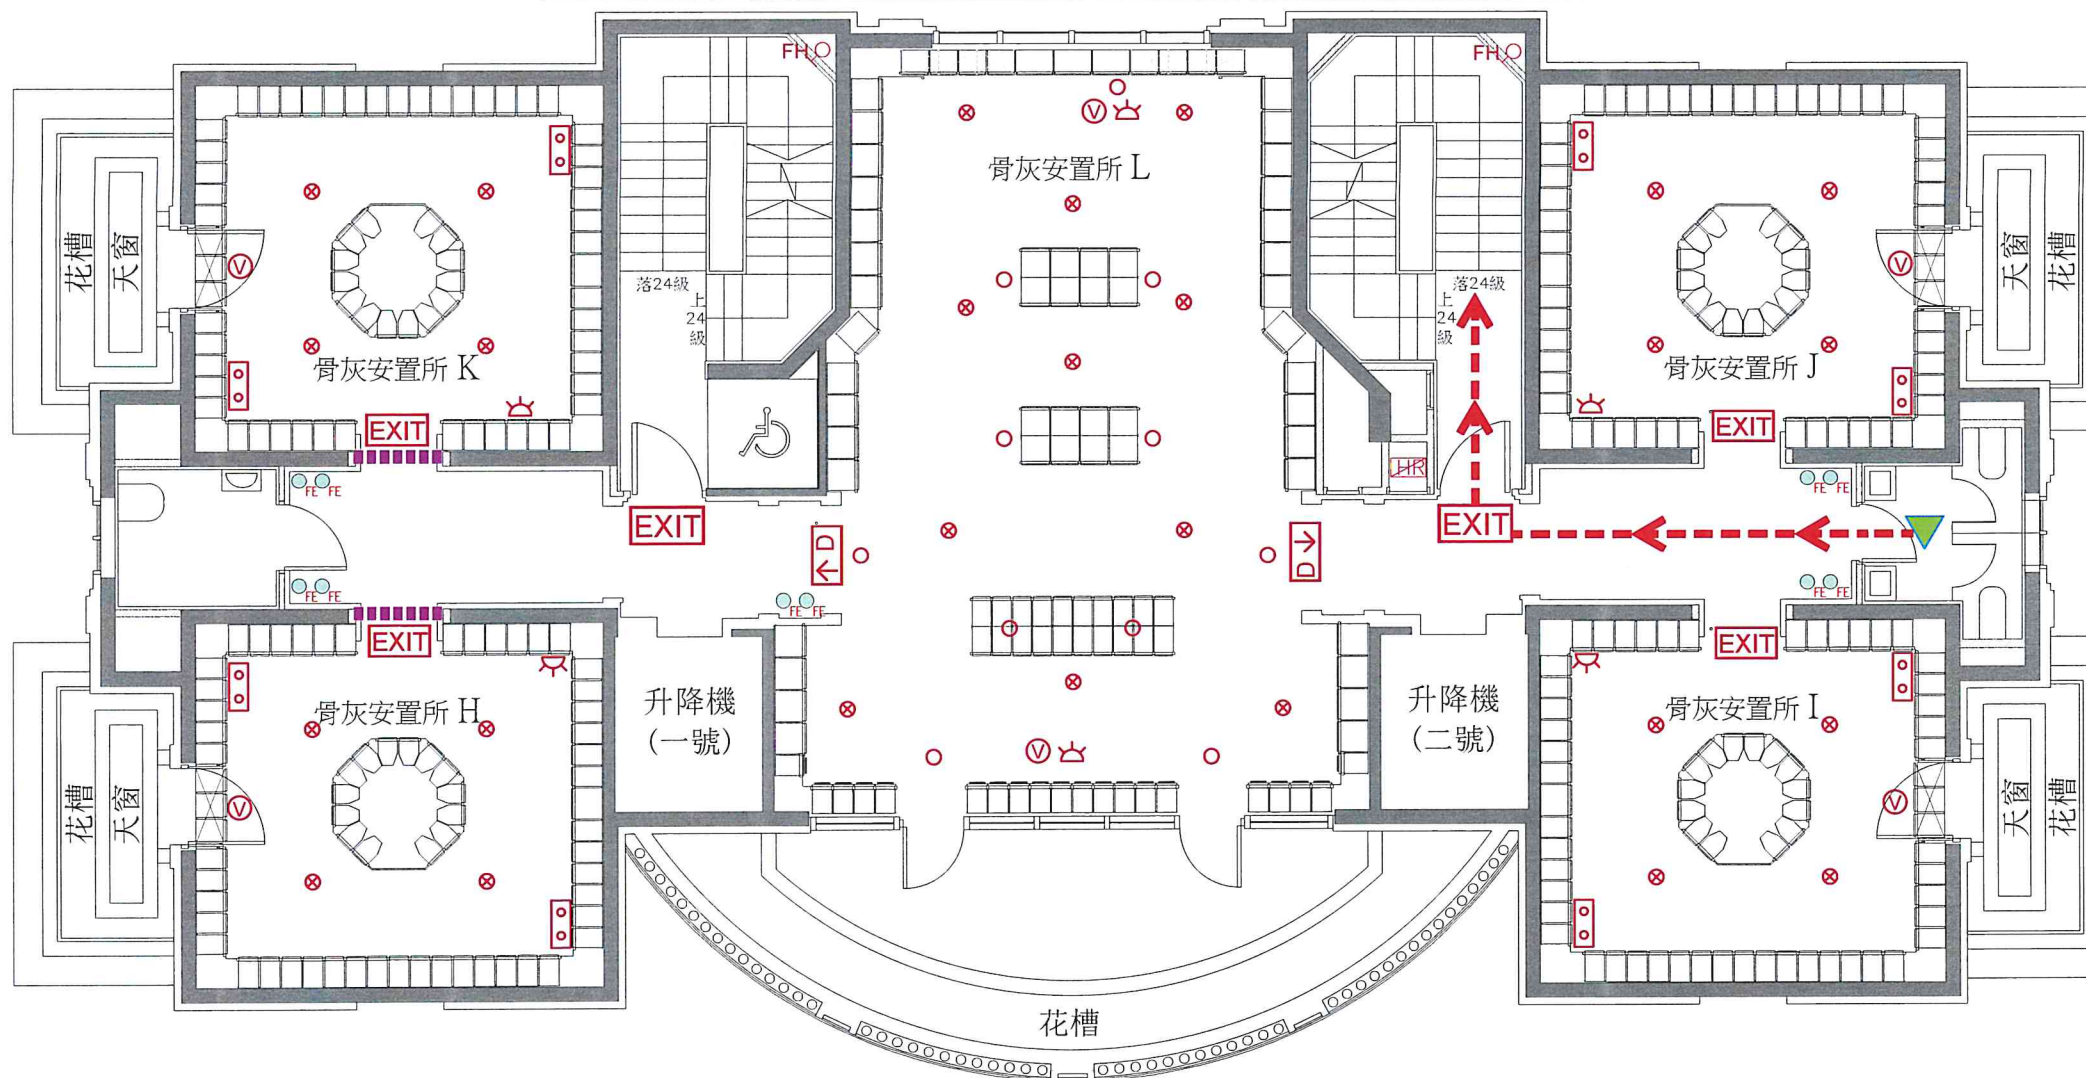 FH
FH
骨灰安置所 L
花槽
天窗
V
V
天窗
花槽
落24級
上
24
級
落24級
上
24
級
骨灰安置所 K
骨灰安置所 J
V
EXIT
EXIT
HR
FE FE
FE FE
EXIT
EXIT
D
D
FE FE
FE FE
FE FE
EXIT
EXIT
骨灰安置所 H
骨灰安置所 I
升降機
(一號)
升降機
(二號)
V
花槽
天窗
V
V
天窗
花槽
花槽